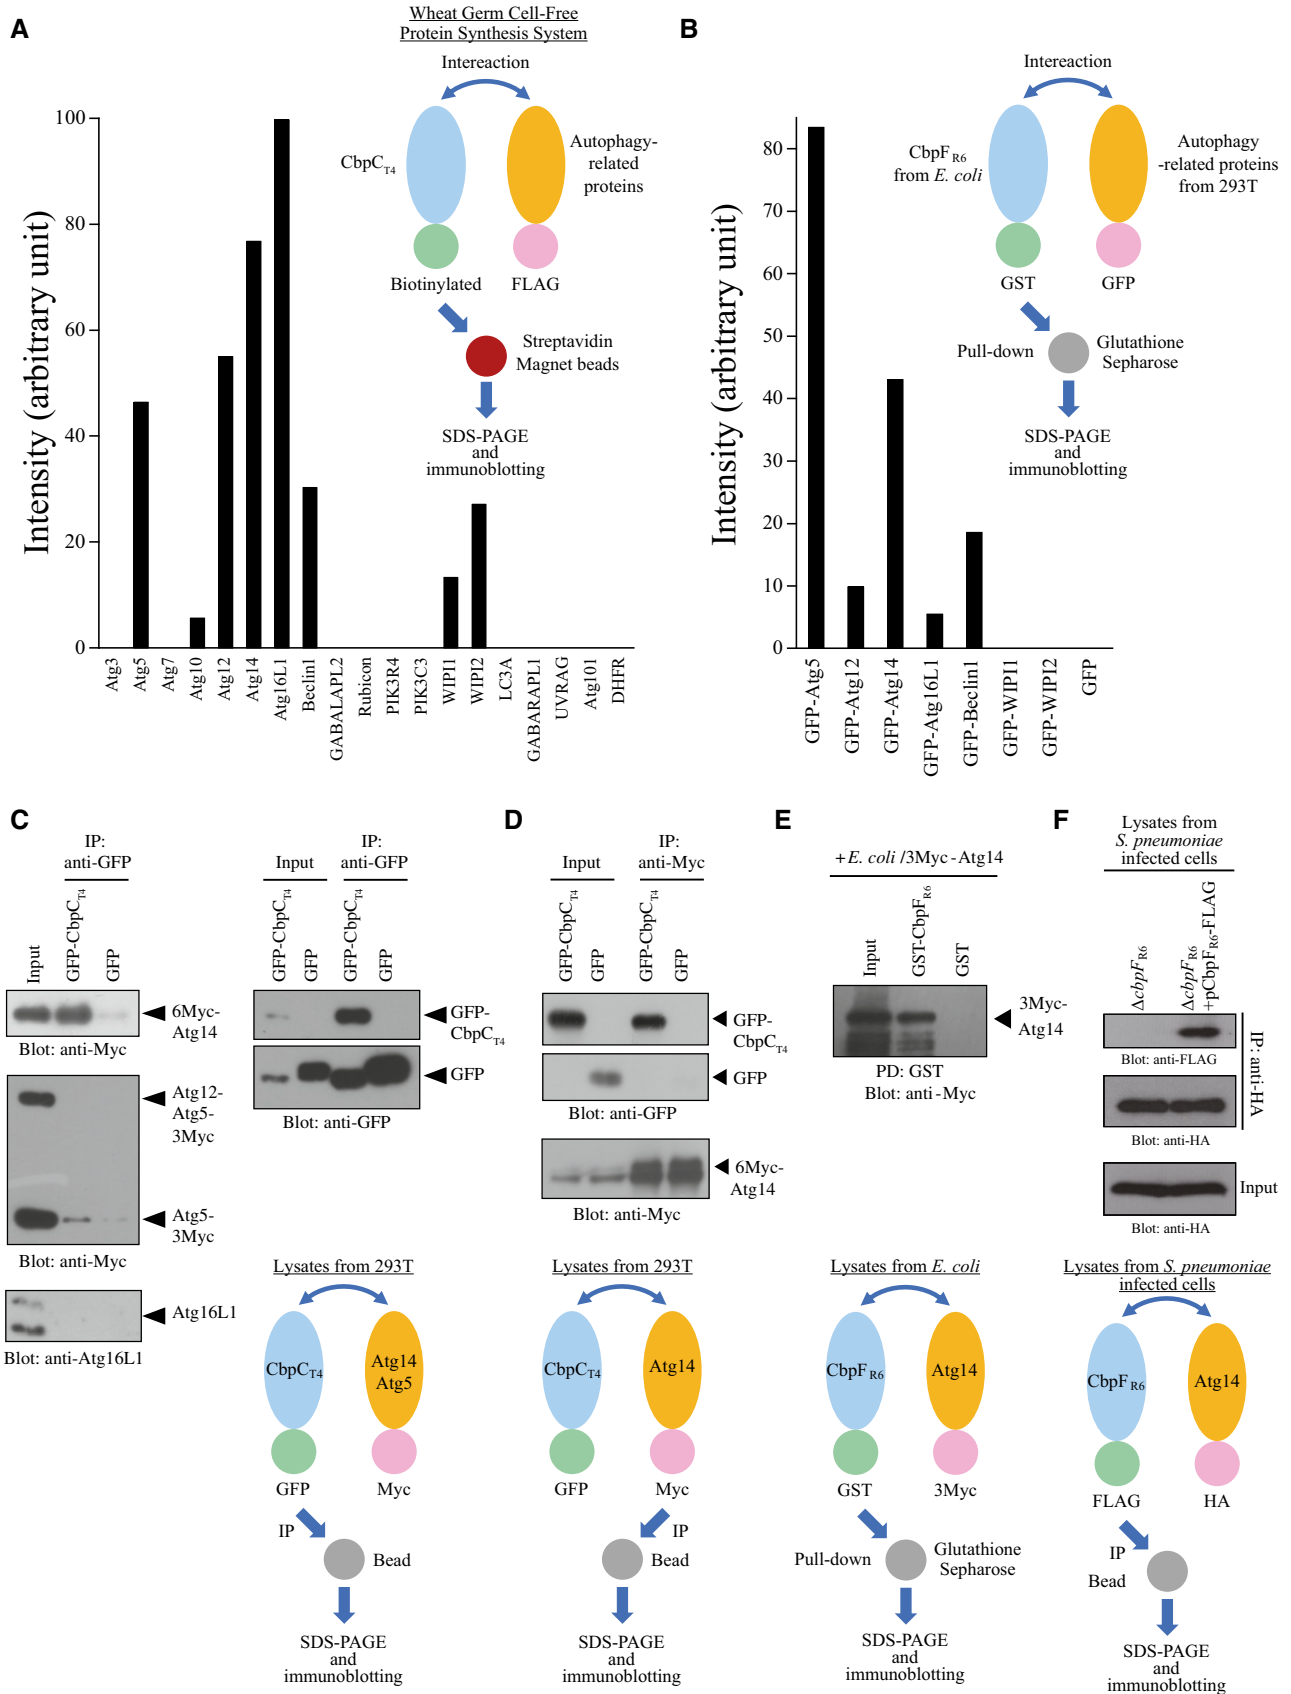 A
Wheat Germ Cell-Free
Protein Synthesis System
Intereaction
CbpC T4
Autophagy-
related
proteins
Biotinylated
FLAG
Streptavidin
Magnet beads
SDS-PAGE
and
immunoblotting
Intensity (arbitrary unit)
100
80
60
40
20
0
Atg3
Atg5
Atg7
Atg10
Atg12
Atg14
Atg16L1
Beclin1
GABALAPL2
Rubicon
PIK3R4
PIK3C3
WIPI1
WIPI2
LC3A
GABARAPL1
UVRAG
Atg101
DHFR
B
Intereaction
CbpF R6
from E. coli
Autophagy
-related proteins
from 293T
GST
GFP
Pull-down
Glutathione
Sepharose
SDS-PAGE
and
immunoblotting
Intensity (arbitrary unit)
80
70
60
50
40
30
20
10
0
GFP-Atg5
GFP-Atg12
GFP-Atg14
GFP-Atg16L1
GFP-Beclin1
GFP-WIPI1
GFP-WIPI2
GFP
C
IP:
anti-GFP
Input
GFP-CbpC T4
GFP
6Myc-
Atg14
Blot: anti-Myc
Atg12-
Atg5-
3Myc
Atg5-
3Myc
Blot: anti-Myc
Atg16L1
Blot: anti-Atg16L1
Input
IP:
anti-GFP
GFP-CbpC T4
GFP
GFP-CbpC T4
GFP
GFP-
CbpC T4
GFP
Blot: anti-GFP
Lysates from 293T
CbpC T4
Atg14
Atg5
GFP
Myc
IP
Bead
SDS-PAGE
and
immunoblotting
D
Input
IP:
anti-Myc
GFP-CbpC T4
GFP
GFP-CbpC T4
GFP
GFP-
CbpC T4
GFP
Blot: anti-GFP
6Myc-
Atg14
Blot: anti-Myc
Lysates from 293T
CbpC T4
Atg14
GFP
Myc
IP
Bead
SDS-PAGE
and
immunoblotting
E
+E. coli /3Myc-Atg14
Input
GST-CbpF R6
GST
3Myc-
Atg14
PD: GST
Blot: anti-Myc
Lysates from E. coli
CbpF R6
Atg14
GST
3Myc
Pull-down
Glutathione
Sepharose
SDS-PAGE
and
immunoblotting
F
Lysates from
S. pneumoniae
infected cells
ΔcbpF R6
ΔcbpF R6
+pCbpF R6-FLAG
Blot: anti-FLAG
IP: anti-HA
Blot: anti-HA
Input
Blot: anti-HA
Lysates from S. pneumoniae
infected cells
CbpF R6
Atg14
FLAG
HA
IP
Bead
SDS-PAGE
and
immunoblotting